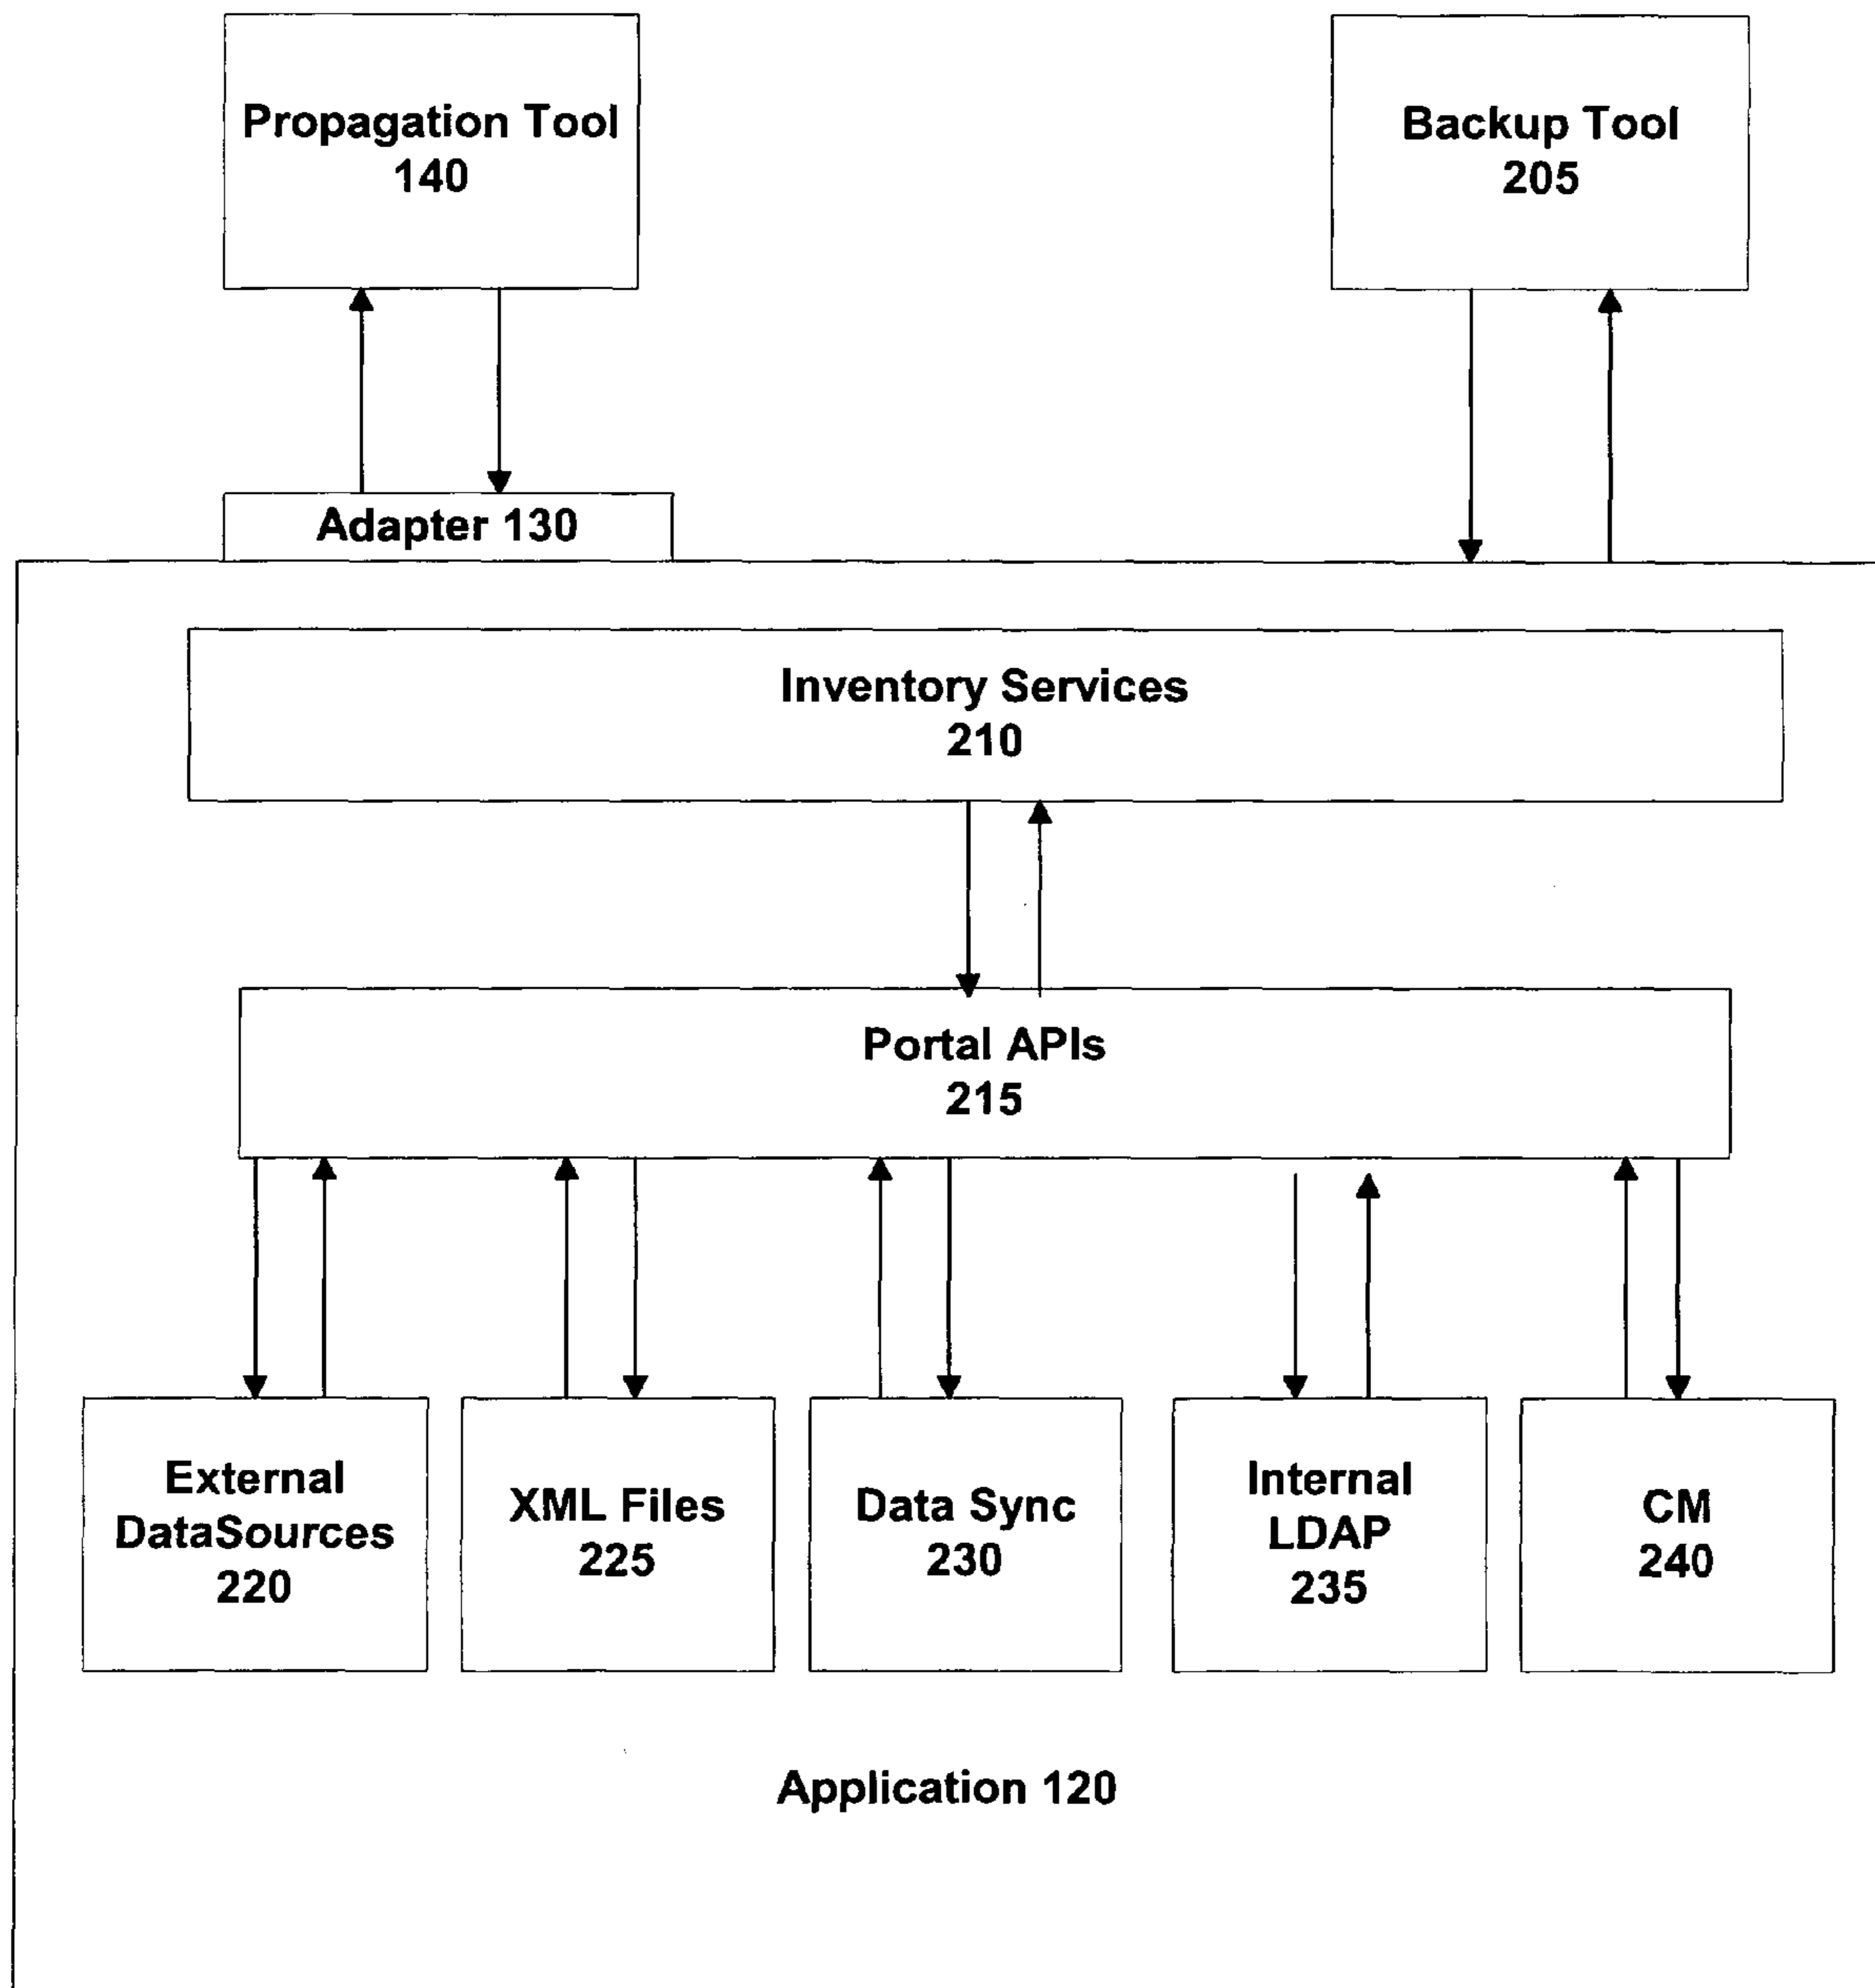 Propagation Tool
140
Backup Tool
205
Adapter 130
Inventory Services
210
Portal APIs
215
External
DataSources
220
XML Files
225
Data Sync
230
Internal
LDAP
235
CM
240
Application 120